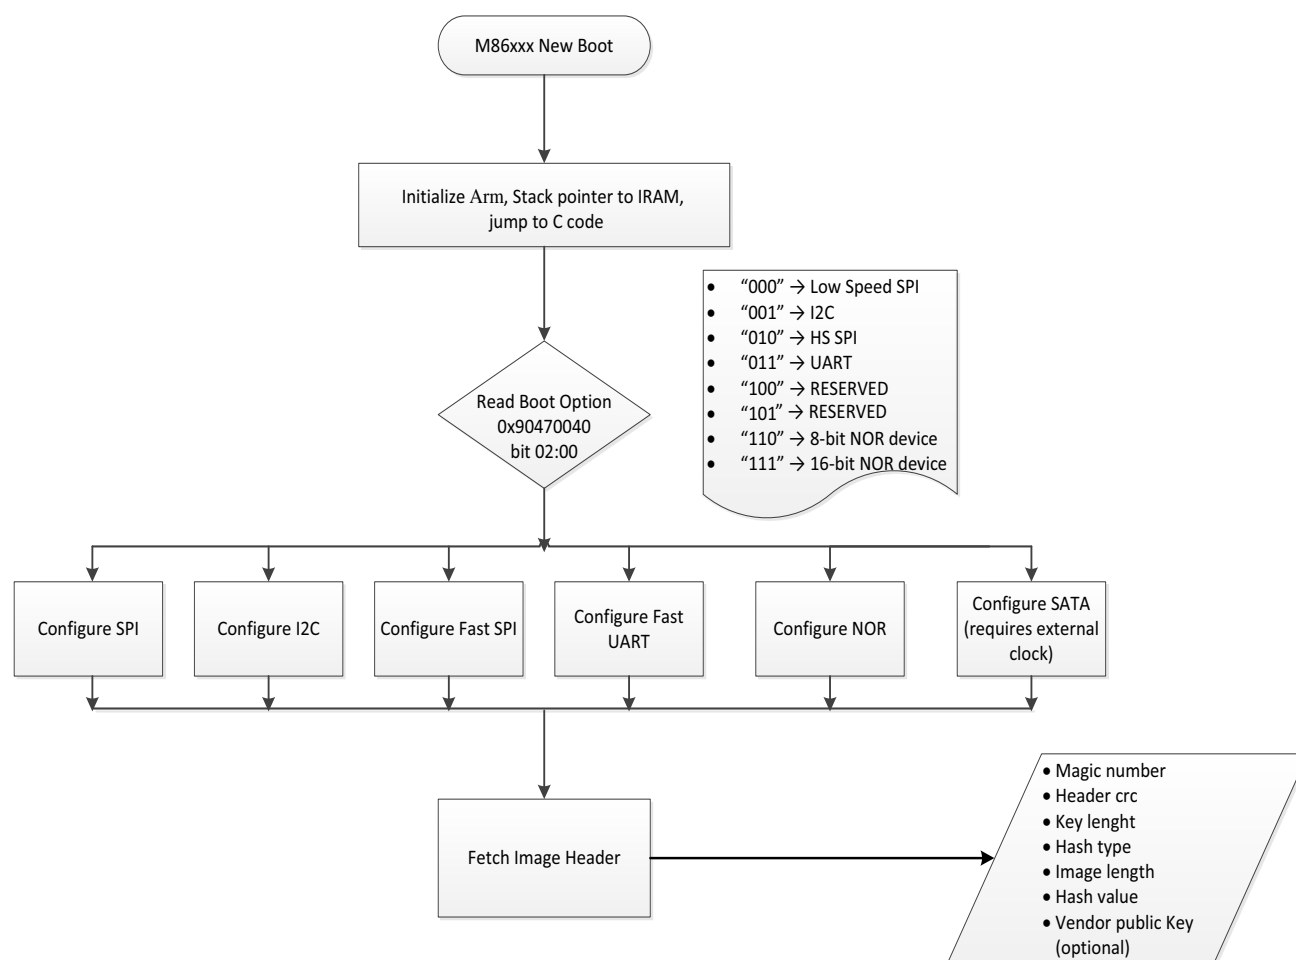 M86xxx New Boot
Initialize Arm, Stack pointer to IRAM,
jump to C code
• “000” → Low Speed SPI
• “001” → I2C
• “010” → HS SPI
• “011” → UART
• “100” → RESERVED
• “101” → RESERVED
• “110” → 8-bit NOR device
• “111” → 16-bit NOR device
Read Boot Option
0x90470040
bit 02:00
Configure SPI
Configure I2C
Configure Fast SPI
Configure Fast
UART
Configure NOR
Configure SATA
(requires external
clock)
Fetch Image Header
• Magic number
• Header crc
• Key lenght
• Hash type
• Image length
• Hash value
• Vendor public Key
(optional)